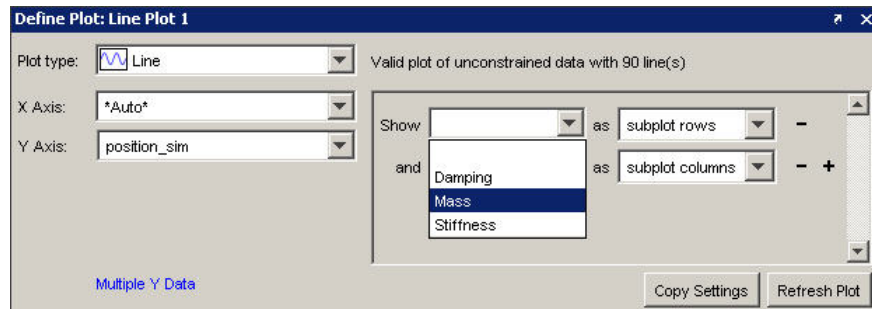 Define Plot: Line Plot 1
Plot type: Line
Valid plot of unconstrained data with 90 line(s)
X Axis: *Auto*
Y Axis: position_sim
Show as subplot rows
and as subplot columns
Damping
Mass
Stiffness
Multiple Y Data
Copy Settings
Refresh Plot